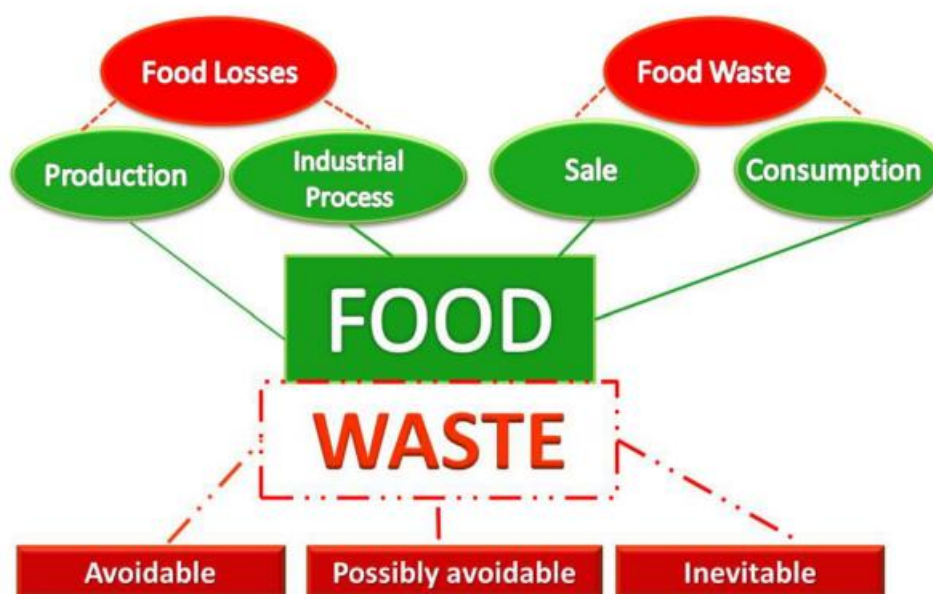 Food Losses
Food Waste
Production
Industrial
Process
Sale
Consumption
FOOD
WASTE
Avoidable
Possibly avoidable
Inevitable